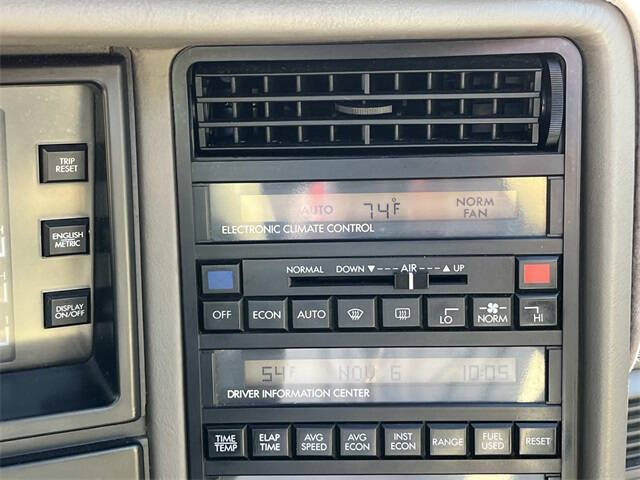 TRIP
RESET
ENGLISH
METRIC
DISPLAY
ON/OFF
AUTO 74°F NORM
FAN
ELECTRONIC CLIMATE CONTROL
NORMAL DOWN ▼ ---AIR--- ▲ UP
OFF ECON AUTO LO NORM HI
54°F NOV 6 10:05
DRIVER INFORMATION CENTER
TIME/
TEMP
ELAP
TIME
AVG
SPEED
AVG
ECON
INST
ECON
RANGE
FUEL
USED
RESET